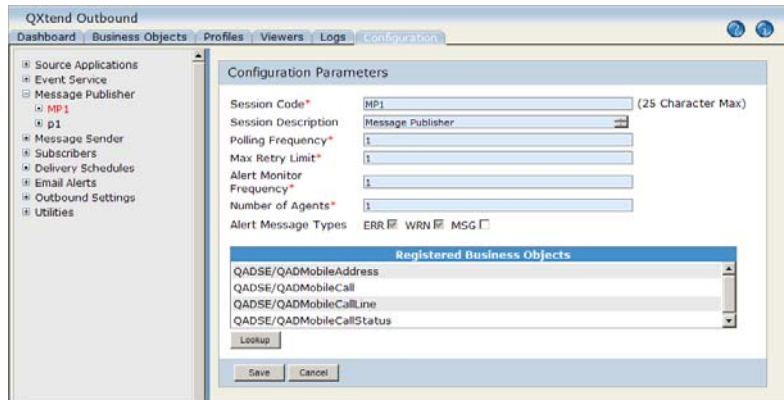 QXtend Outbound
Dashboard Business Objects Profiles Viewers Logs Configuration
Source Applications
Event Service
Message Publisher
MP1
p1
Message Sender
Subscribers
Delivery Schedules
Email Alerts
Outbound Settings
Utilities
Configuration Parameters
Session Code* MP1 (25 Character Max)
Session Description Message Publisher
Polling Frequency* 1
Max Retry Limit* 1
Alert Monitor
Frequency* 1
Number of Agents* 1
Alert Message Types ERR WRN MSG
Registered Business Objects
QADSE/QADMobileAddress
QADSE/QADMobileCall
QADSE/QADMobileCallLine
QADSE/QADMobileCallStatus
Lookup
Save Cancel